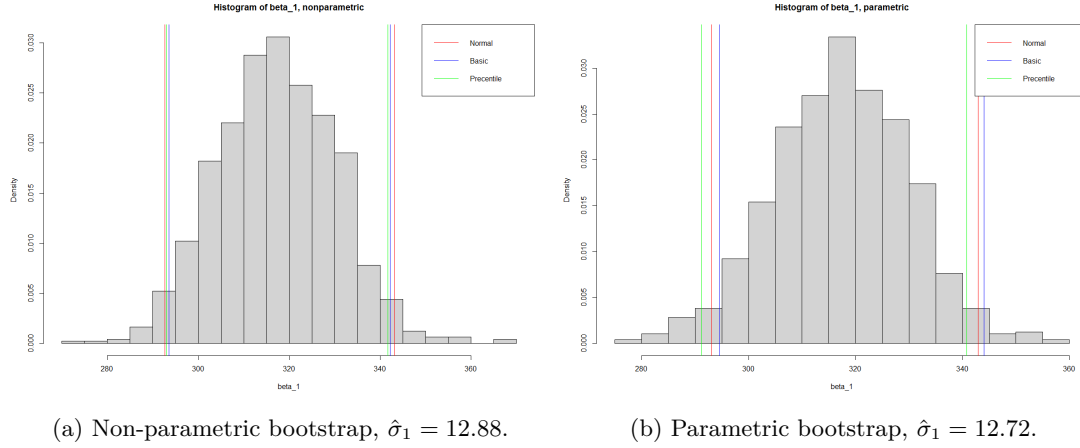 Histogram of beta_1, nonparametric
Normal
Basic
Precentile
Density
0.000
0.005
0.010
0.015
0.020
0.025
0.030
280
300
320
340
360
beta_1
(a) Non-parametric bootstrap, σ̂₁ = 12.88.
Histogram of beta_1, parametric
Normal
Basic
Precentile
Density
0.000
0.005
0.010
0.015
0.020
0.025
0.030
280
300
320
340
360
beta_1
(b) Parametric bootstrap, σ̂₁ = 12.72.